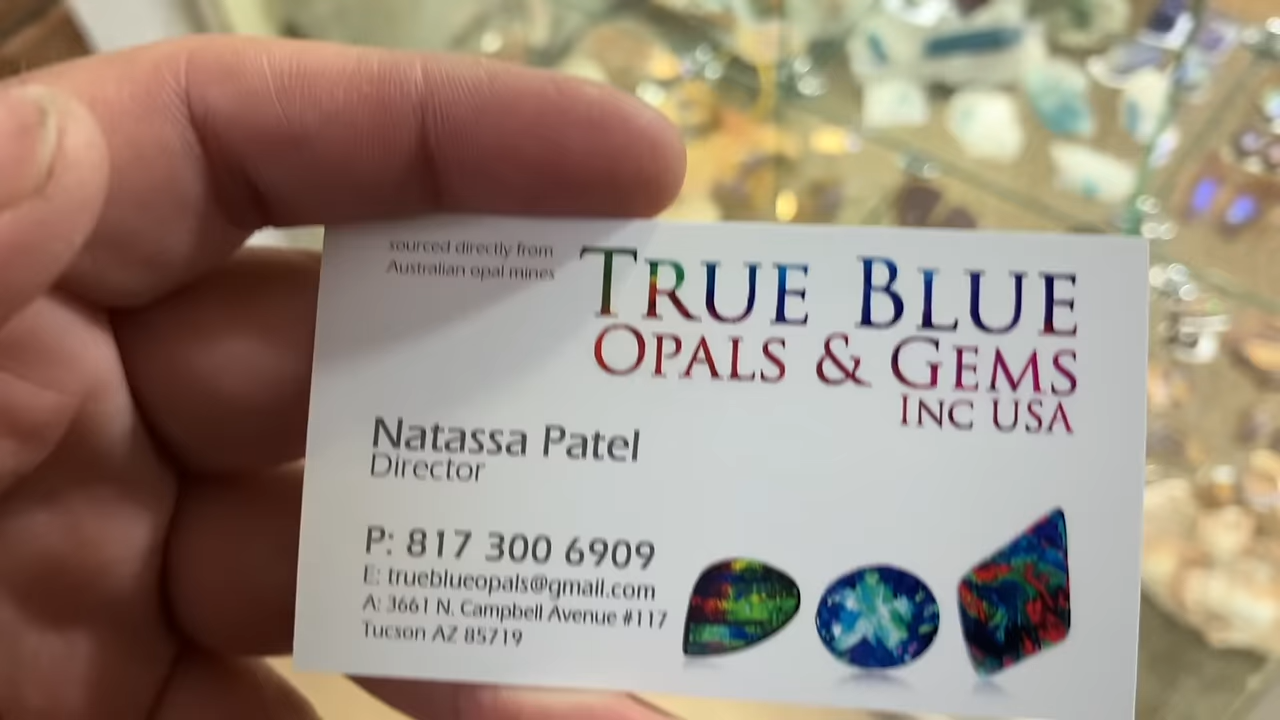 sourced directly from
Australian opal mines
TRUE BLUE
OPALS & GEMS
INC USA
Natassa Patel
Director
P: 817 300 6909
E: trueblueopals@gmail.com
A: 3661 N. Campbell Avenue #117
Tucson AZ 85719